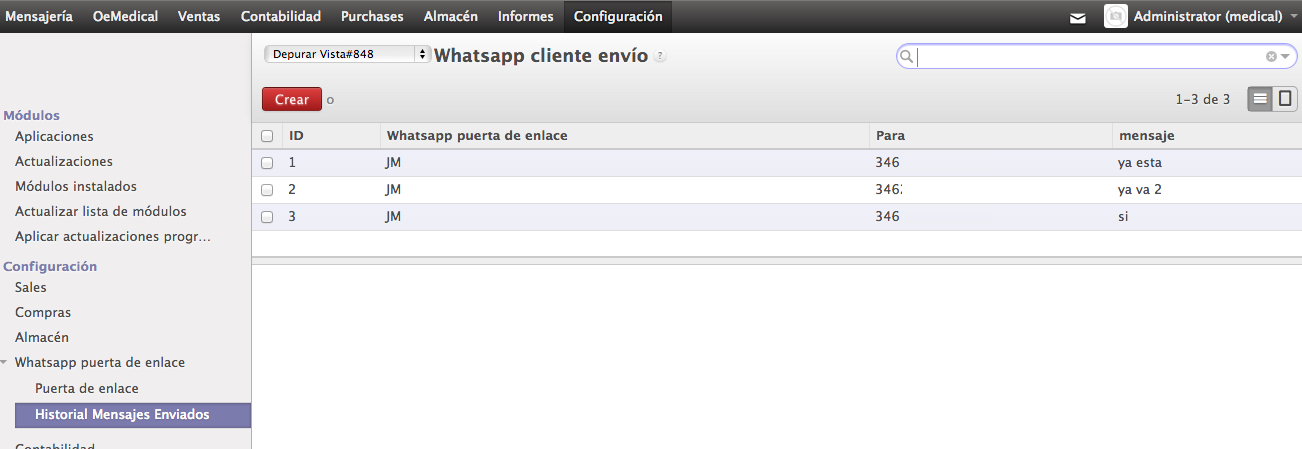 Mensajería OeMedical Ventas Contabilidad Purchases Almacén Informes Configuración Administrator (medical)
Depurar Vista#848 Whatsapp cliente envío ?
Crear o 1-3 de 3
Módulos
Aplicaciones
Actualizaciones
Módulos instalados
Actualizar lista de módulos
Aplicar actualizaciones progr...
Configuración
Sales
Compras
Almacén
Whatsapp puerta de enlace
Puerta de enlace
Historial Mensajes Enviados
Contabilidad
ID Whatsapp puerta de enlace Para mensaje
1 JM 346 ya esta
2 JM 346 ya va 2
3 JM 346 si